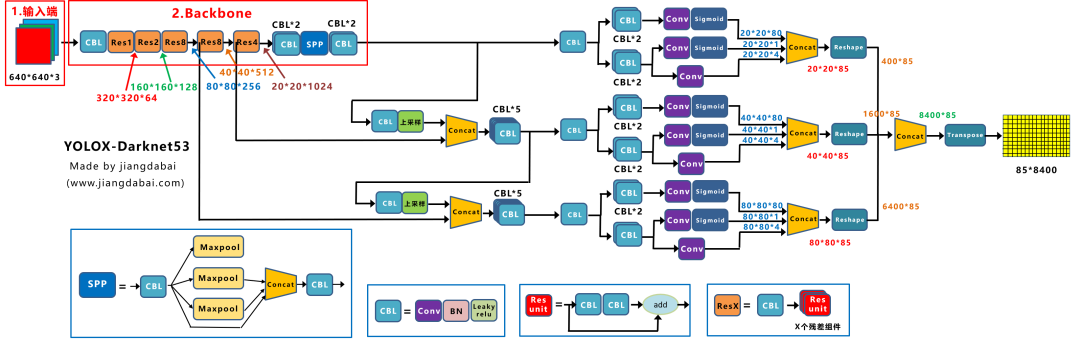 1.输入端
640*640*3
2.Backbone
CBL
Res1
Res2
Res8
Res8
Res4
CBL*2
CBL
SPP
CBL*2
CBL
320*320*64
160*160*128
80*80*256
40*40*512
20*20*1024
YOLOX-Darknet53
Made by jiangdabai
(www.jiangdabai.com)
CBL
上采样
Concat
CBL*5
CBL
CBL
上采样
Concat
CBL*5
CBL
CBL
CBL
CBL*2
CBL
CBL*2
Conv
Sigmoid
Conv
Sigmoid
Conv
20*20*80
20*20*1
20*20*4
Concat
20*20*85
Reshape
400*85
CBL
CBL
CBL*2
CBL
CBL*2
Conv
Sigmoid
Conv
Sigmoid
Conv
40*40*80
40*40*1
40*40*4
Concat
40*40*85
Reshape
1600*85
CBL
CBL
CBL*2
CBL
Conv
Sigmoid
Conv
Sigmoid
Conv
80*80*80
80*80*1
80*80*4
Concat
80*80*85
Reshape
6400*85
Concat
8400*85
Transpose
85*8400
SPP
=
CBL
Maxpool
Maxpool
Maxpool
Concat
CBL
CBL
=
Conv
BN
Leaky
relu
Res
unit
=
CBL
CBL
add
ResX
=
CBL
Res
unit
X个残差组件